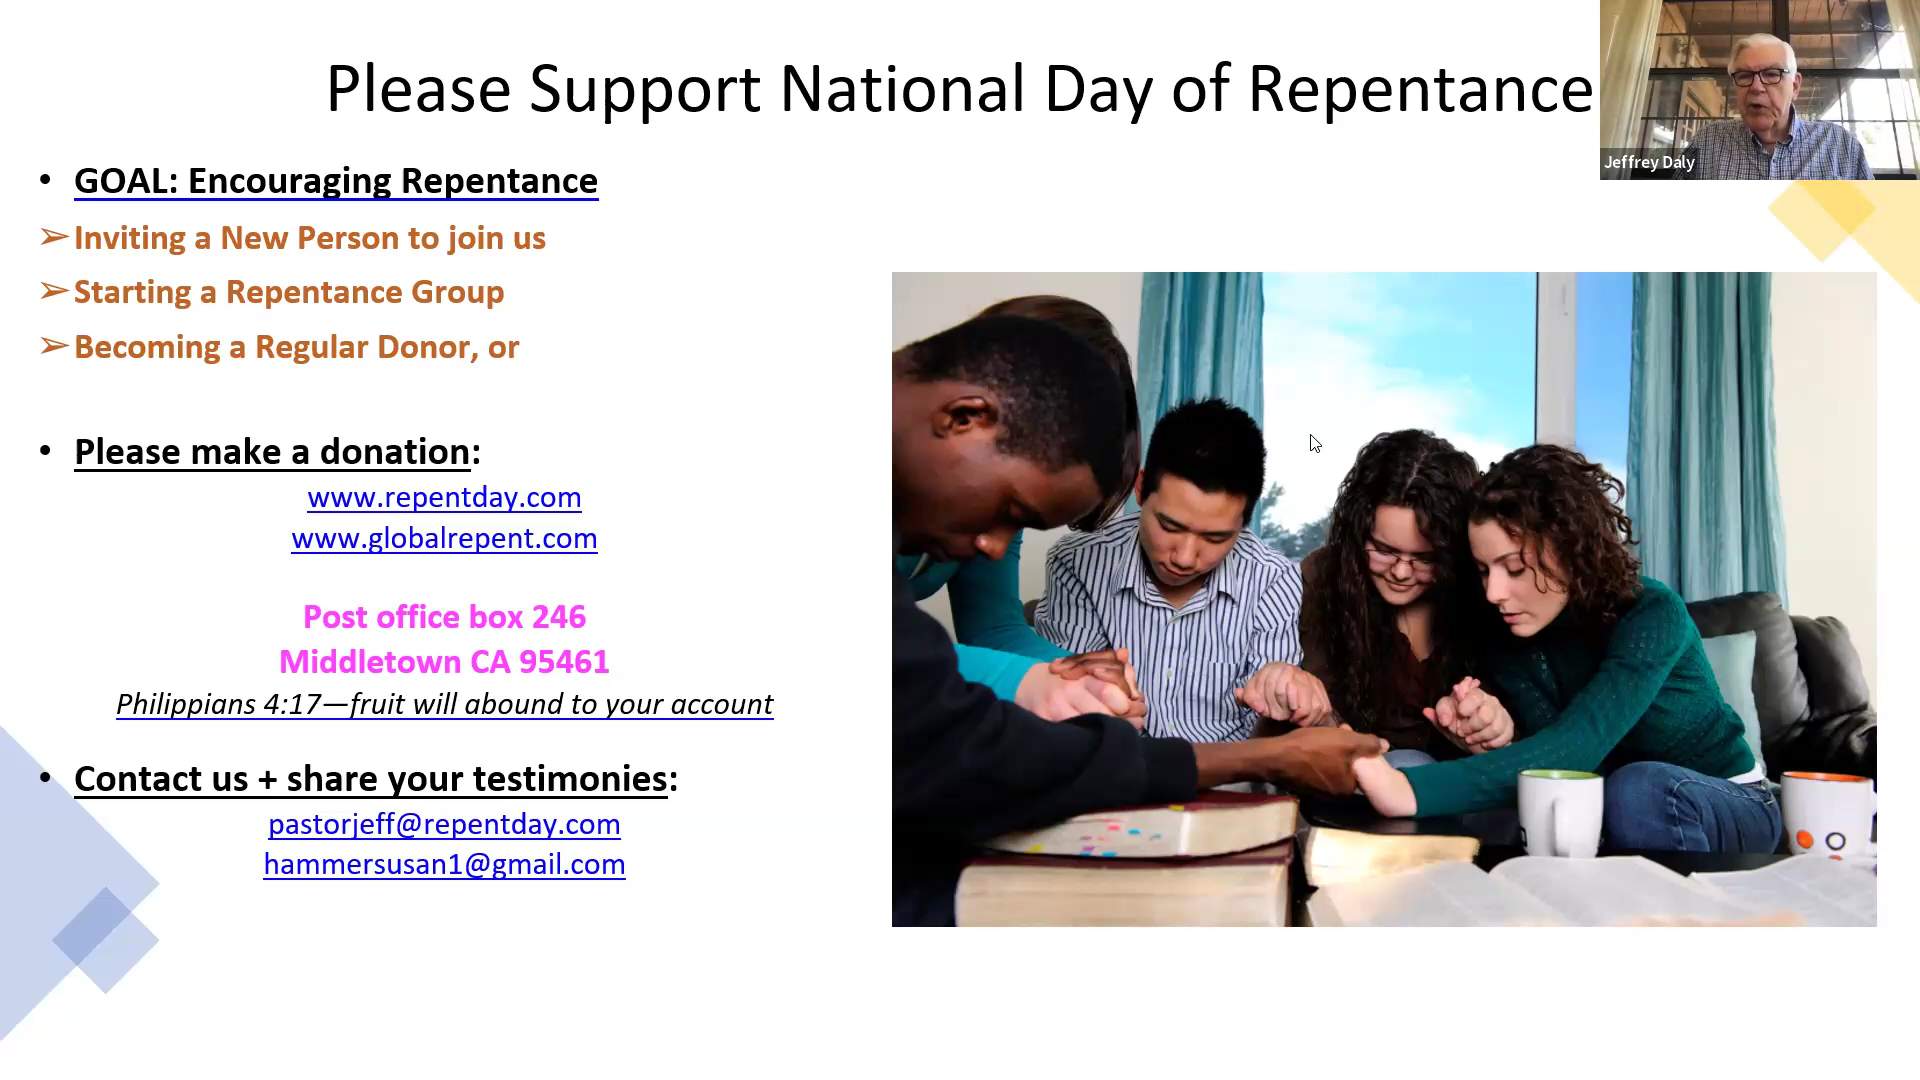 Please Support National Day of Repentance
Jeffrey Daly
• GOAL: Encouraging Repentance
➢ Inviting a New Person to join us
➢ Starting a Repentance Group
➢ Becoming a Regular Donor, or
• Please make a donation:
www.repentday.com
www.globalrepent.com
Post office box 246
Middletown CA 95461
Philippians 4:17—fruit will abound to your account
• Contact us + share your testimonies:
pastorjeff@repentday.com
hammersusan1@gmail.com